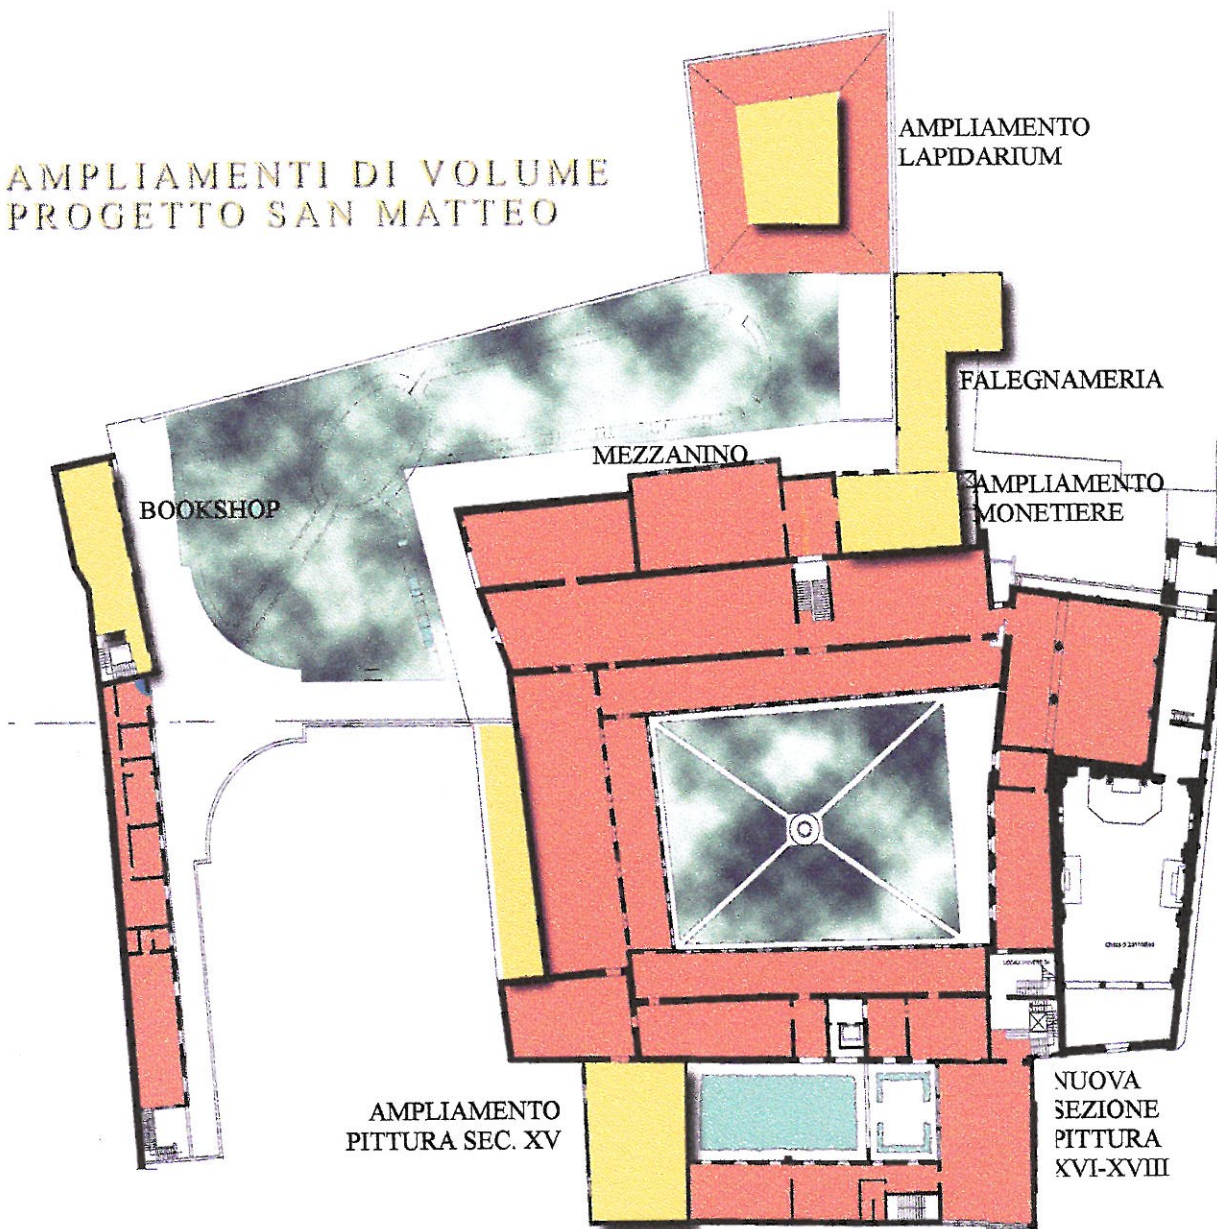 AMPLIAMENTI DI VOLUME
PROGETTO SAN MATTEO
AMPLIAMENTO
LAPIDARIUM
FALEGNAMERIA
MEZZANINO
AMPLIAMENTO
MONETIERE
BOOKSHOP
AMPLIAMENTO
PITTURA SEC. XV
NUOVA
SEZIONE
PITTURA
XVI-XVIII